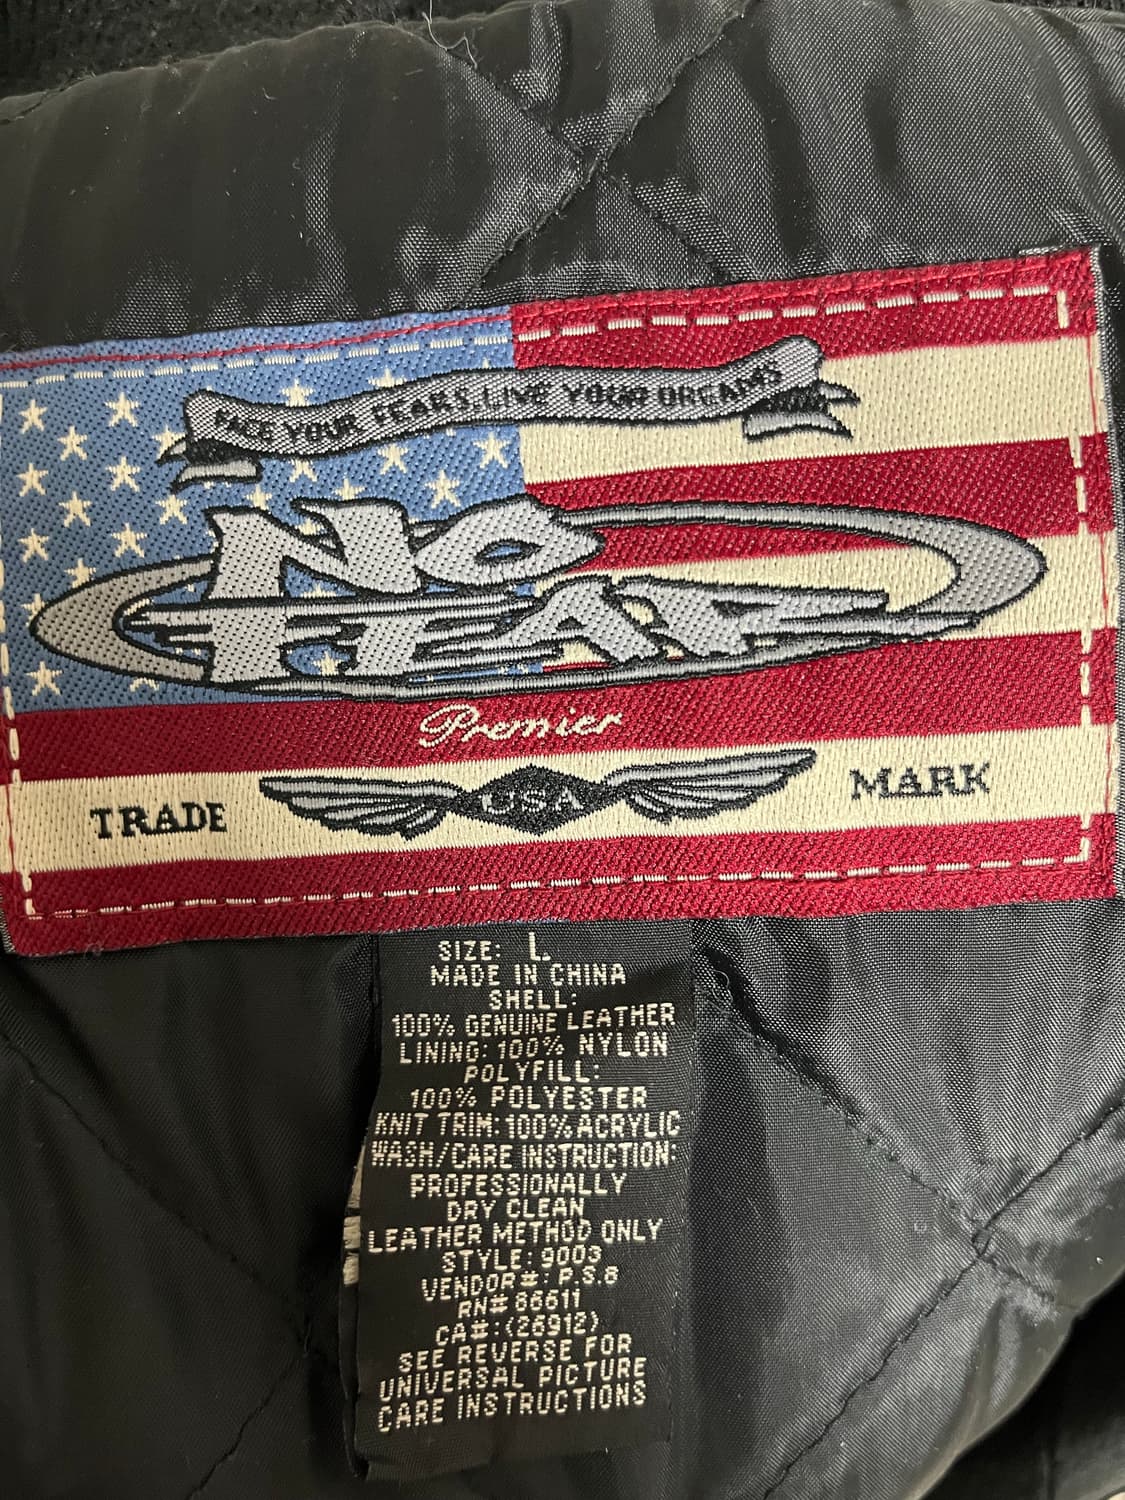 FACE YOUR FEARS, LIVE YOUR DREAMS
NO
FEAR
Premier
TRADE USA MARK
SIZE: L
MADE IN CHINA
SHELL:
100% GENUINE LEATHER
LINING: 100% NYLON
POLYFILL:
100% POLYESTER
KNIT TRIM: 100% ACRYLIC
WASH/CARE INSTRUCTION:
PROFESSIONALLY
DRY CLEAN
LEATHER METHOD ONLY
STYLE: 9003
VENDOR#: P.S.8
RN# 86611
CA#:(26912)
SEE REVERSE FOR
UNIVERSAL PICTURE
CARE INSTRUCTIONS